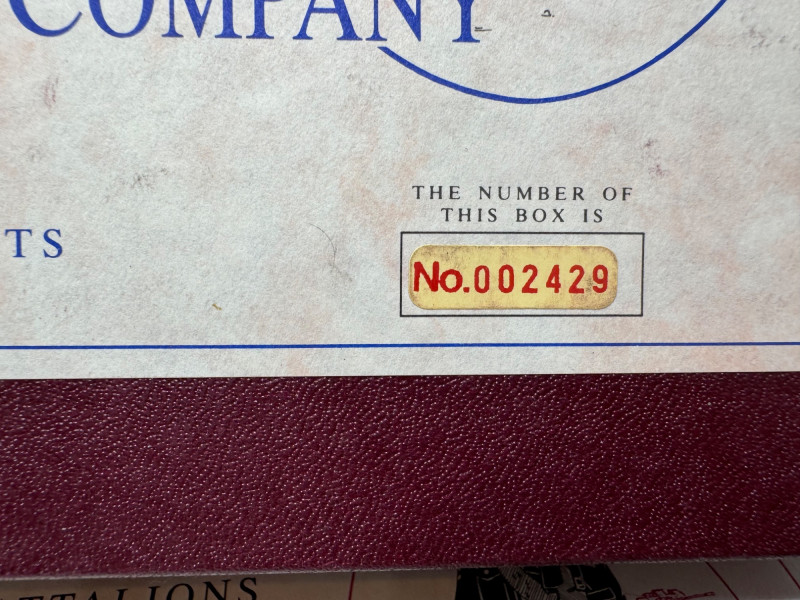 COMPANY
THE NUMBER OF
THIS BOX IS
TS
No.002429
TTALIONS